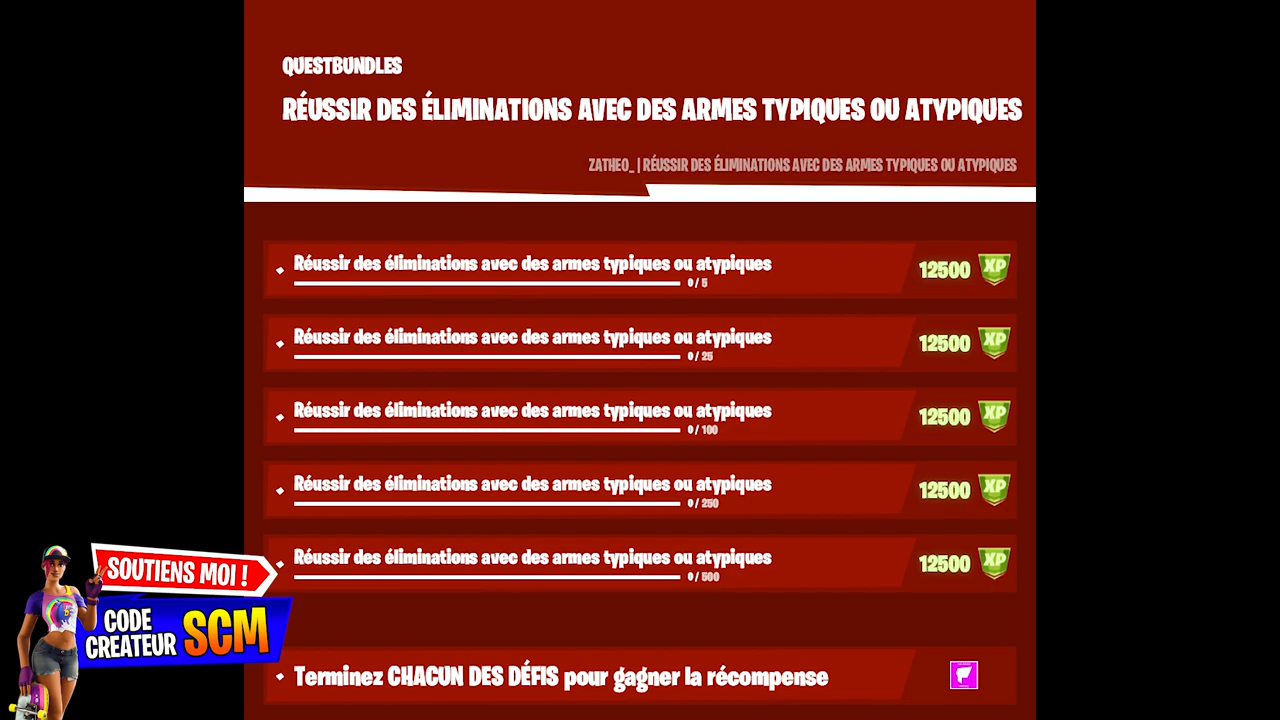 QUESTBUNDLES
RÉUSSIR DES ÉLIMINATIONS AVEC DES ARMES TYPIQUES OU ATYPIQUES
ZATHEO_ | RÉUSSIR DES ÉLIMINATIONS AVEC DES ARMES TYPIQUES OU ATYPIQUES
Réussir des éliminations avec des armes typiques ou atypiques
0 / 5
12500 XP
Réussir des éliminations avec des armes typiques ou atypiques
0 / 25
12500 XP
Réussir des éliminations avec des armes typiques ou atypiques
0 / 100
12500 XP
Réussir des éliminations avec des armes typiques ou atypiques
0 / 250
12500 XP
Réussir des éliminations avec des armes typiques ou atypiques
0 / 500
12500 XP
SOUTIENS MOI !
CODE
CREATEUR SCM
Terminez CHACUN DES DÉFIS pour gagner la récompense